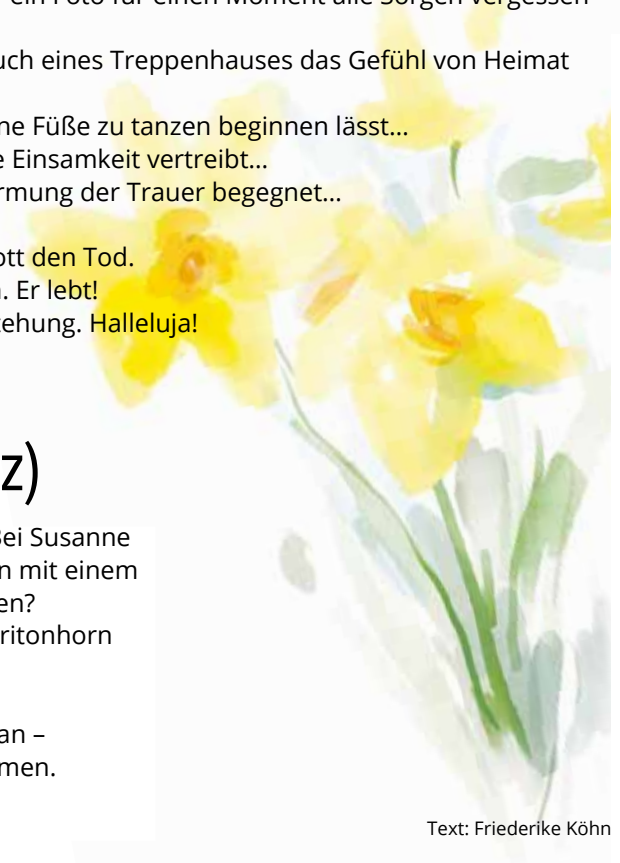 ein Foto für einen Moment alle Sorgen vergessen
uch eines Treppenhauses das Gefühl von Heimat
ne Füße zu tanzen beginnen lässt...
e Einsamkeit vertreibt...
rmung der Trauer begegnet...
ott den Tod.
. Er lebt!
tehung. Halleluja!
z)
Bei Susanne
n mit einem
en?
ritonhorn
an –
men.
Text: Friederike Köhn